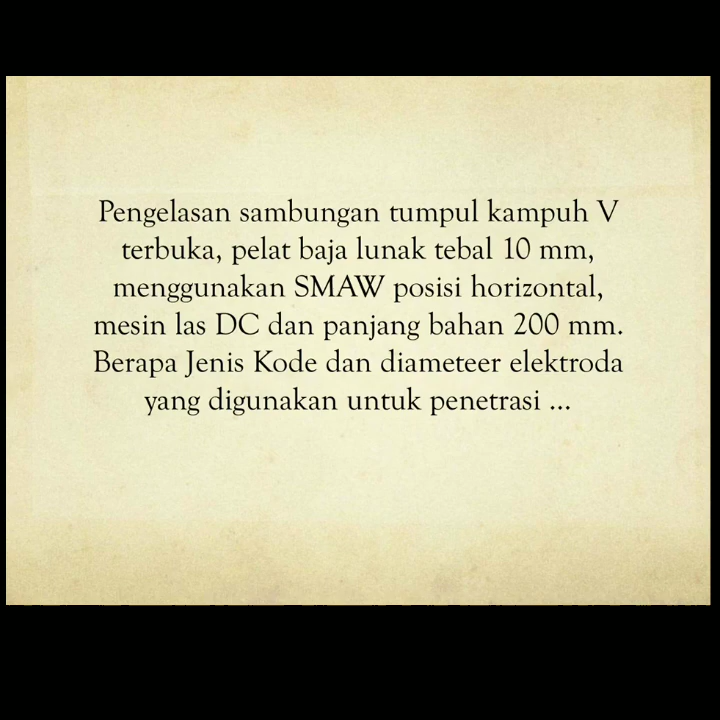 Pengelasan sambungan tumpul kampuh V
terbuka, pelat baja lunak tebal 10 mm,
menggunakan SMAW posisi horizontal,
mesin las DC dan panjang bahan 200 mm.
Berapa Jenis Kode dan diameteer elektroda
yang digunakan untuk penetrasi ...